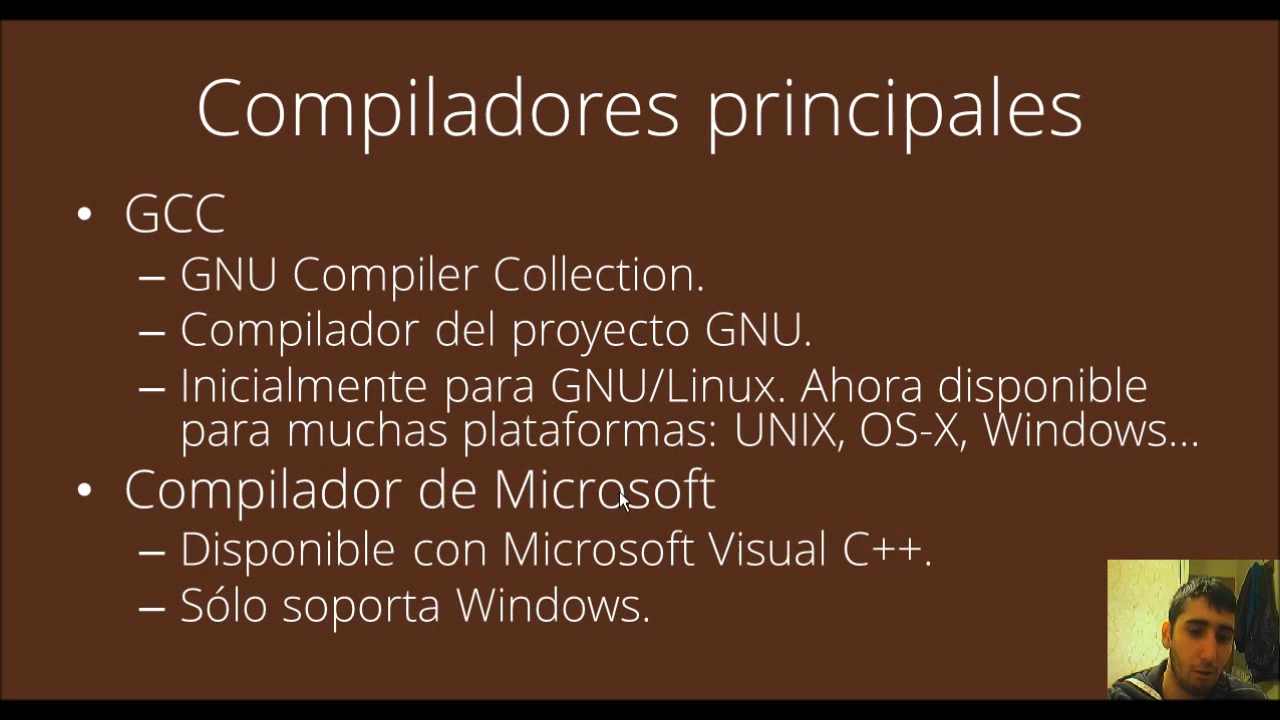 Compiladores principales
• GCC
– GNU Compiler Collection.
– Compilador del proyecto GNU.
– Inicialmente para GNU/Linux. Ahora disponible
para muchas plataformas: UNIX, OS-X, Windows...
• Compilador de Microsoft
– Disponible con Microsoft Visual C++.
– Sólo soporta Windows.